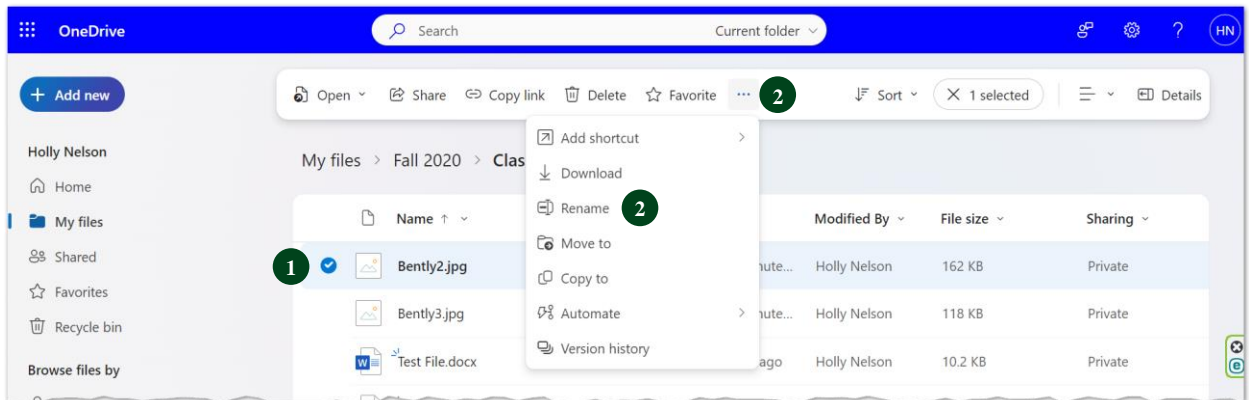 OneDrive
Search
Current folder
HN
Add new
Open
Share
Copy link
Delete
Favorite
...
2
Sort
1 selected
Details
Holly Nelson
Home
My files
Shared
Favorites
Recycle bin
Browse files by
My files > Fall 2020 > Clas
Add shortcut
Download
Rename
2
Move to
Copy to
Automate
Version history
Name
Modified By
File size
Sharing
1
Bently2.jpg
nute... Holly Nelson 162 KB Private
Bently3.jpg
nute... Holly Nelson 118 KB Private
Test File.docx
ago Holly Nelson 10.2 KB Private